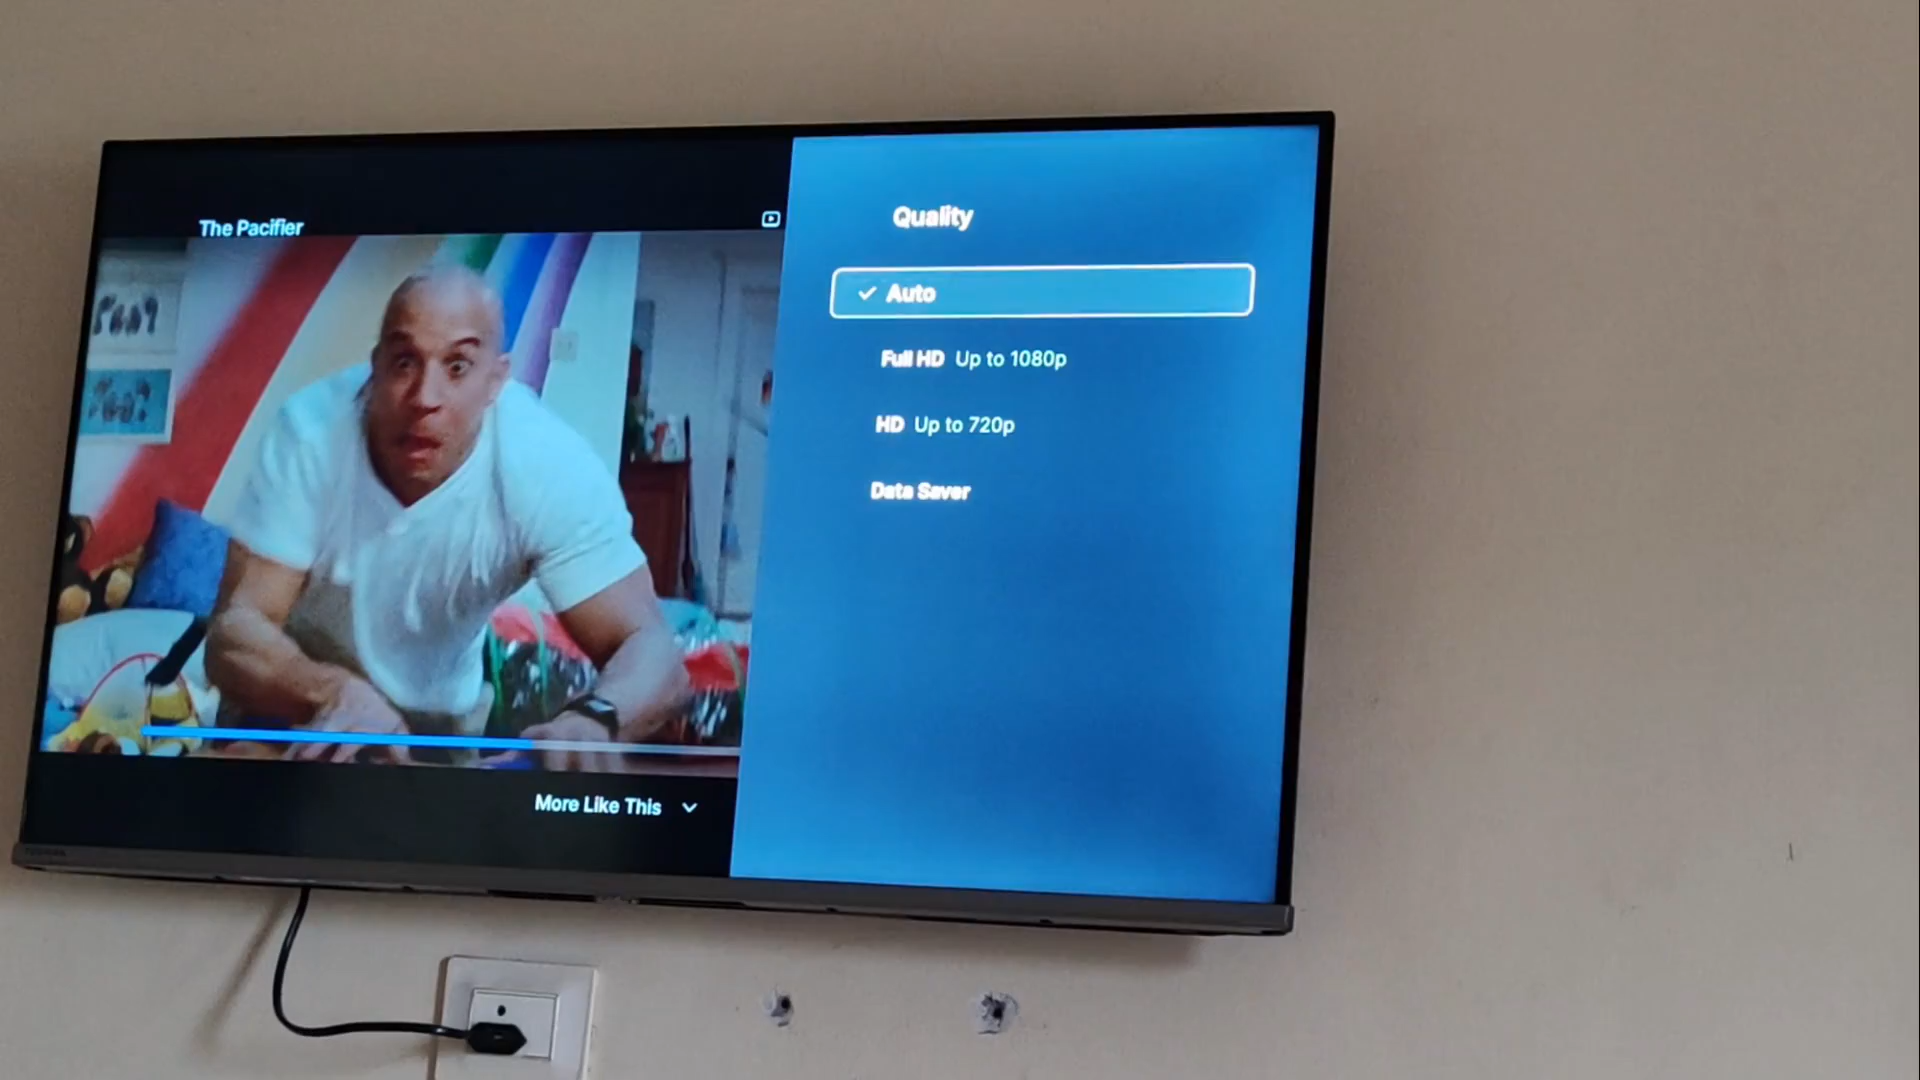 The Pacifier
Quality
Auto
Full HD Up to 1080p
HD Up to 720p
Data Saver
More Like This